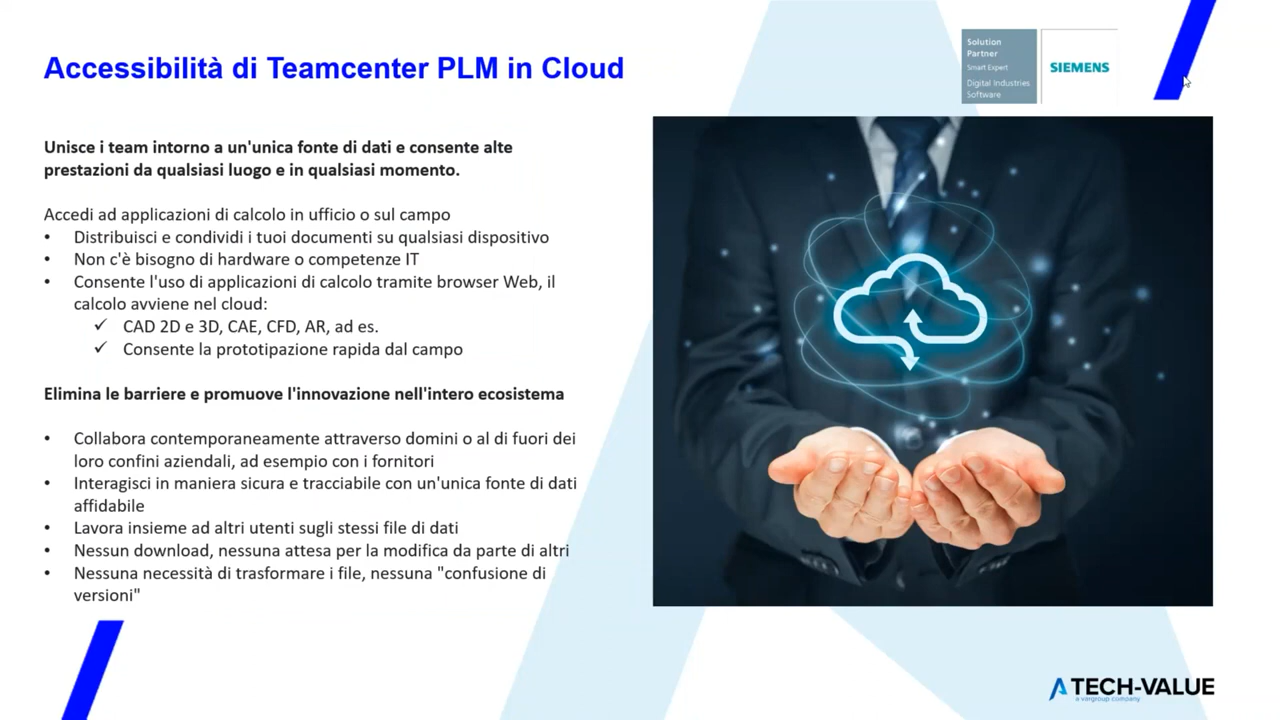 Accessibilità di Teamcenter PLM in Cloud
Solution
Partner
Smart Expert
Digital Industries
Software
SIEMENS
Unisce i team intorno a un'unica fonte di dati e consente alte
prestazioni da qualsiasi luogo e in qualsiasi momento.
Accedi ad applicazioni di calcolo in ufficio o sul campo
• Distribuisci e condividi i tuoi documenti su qualsiasi dispositivo
• Non c'è bisogno di hardware o competenze IT
• Consente l'uso di applicazioni di calcolo tramite browser Web, il
calcolo avviene nel cloud:
✓ CAD 2D e 3D, CAE, CFD, AR, ad es.
✓ Consente la prototipazione rapida dal campo
Elimina le barriere e promuove l'innovazione nell'intero ecosistema
• Collabora contemporaneamente attraverso domini o al di fuori dei
loro confini aziendali, ad esempio con i fornitori
• Interagisci in maniera sicura e tracciabile con un'unica fonte di dati
affidabile
• Lavora insieme ad altri utenti sugli stessi file di dati
• Nessun download, nessuna attesa per la modifica da parte di altri
• Nessuna necessità di trasformare i file, nessuna "confusione di
versioni"
TECH-VALUE
a vargroup company